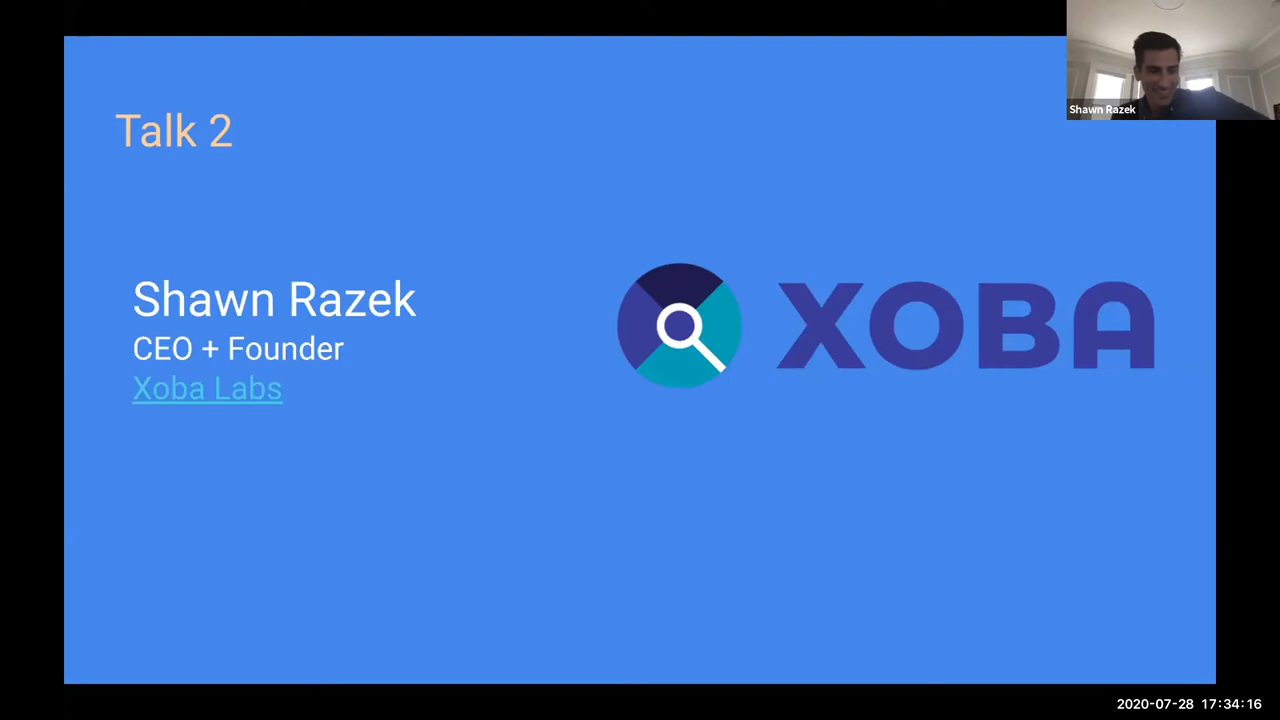 Talk 2
Shawn Razek
Shawn Razek
CEO + Founder
Xoba Labs
XOBA
2020-07-28 17:34:16